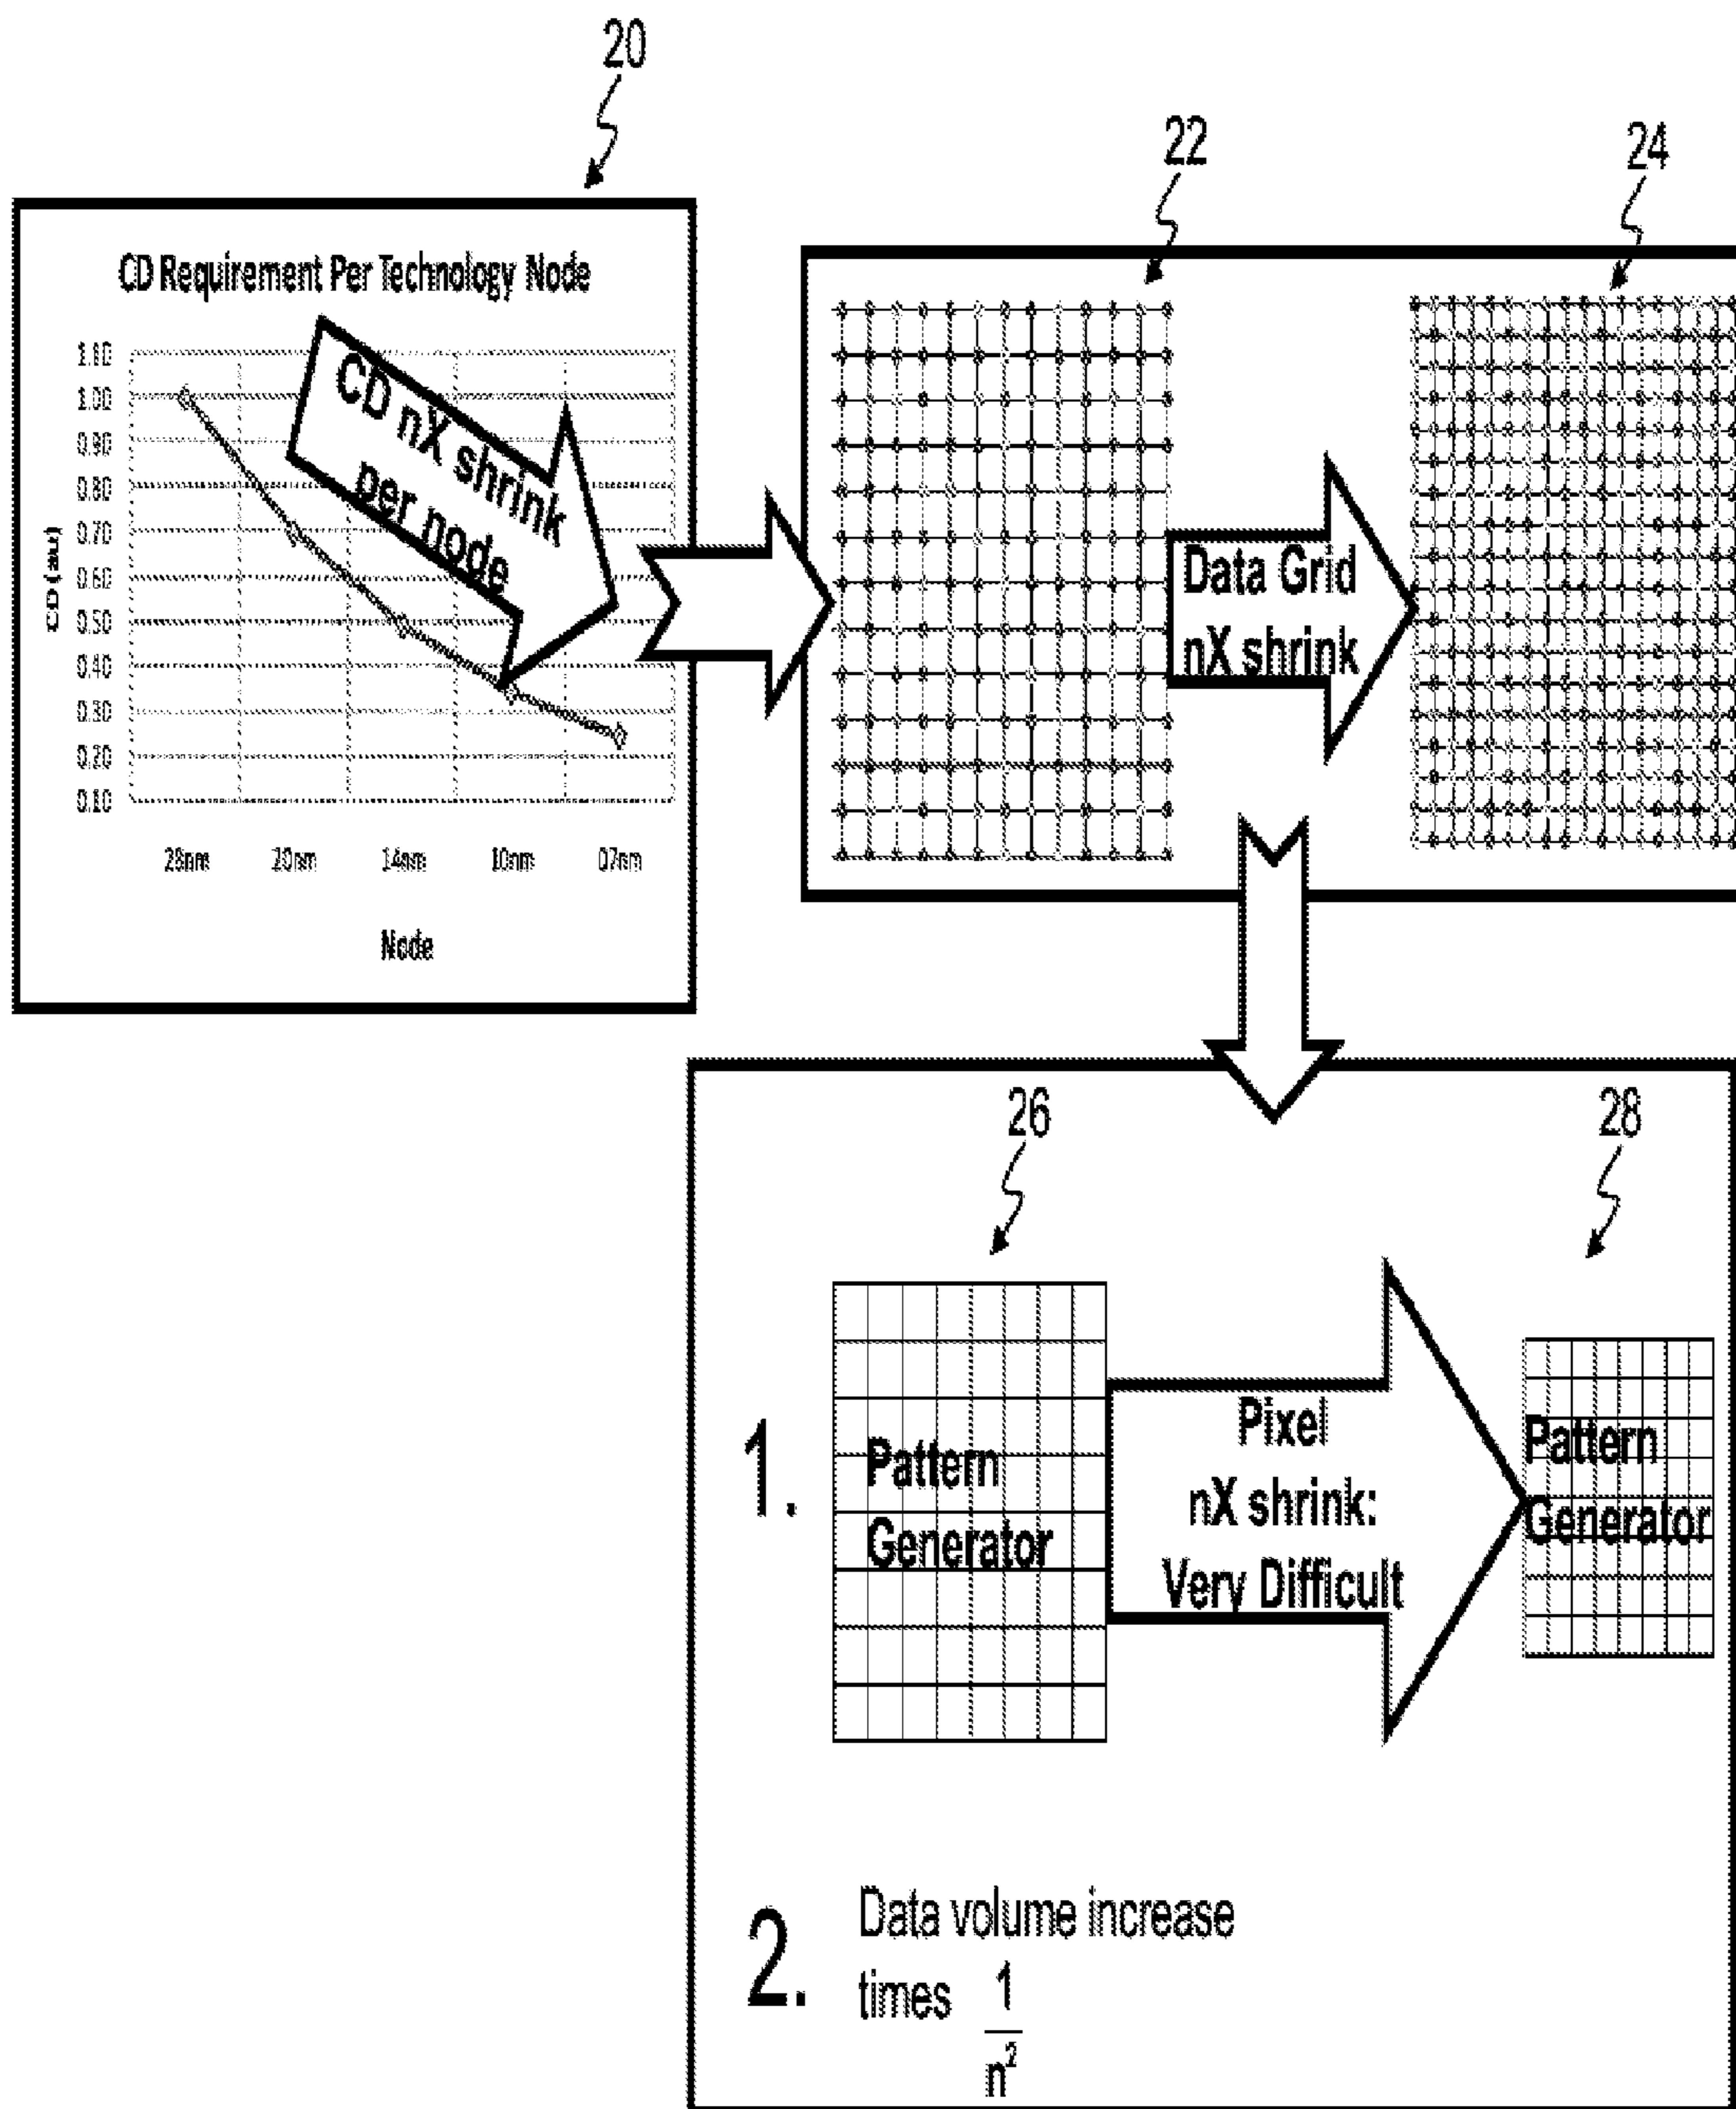 20
22
24
CD Requirement Per Technology Node
1.10
1.00
0.90
0.80
0.70
0.60
0.50
0.40
0.30
0.20
0.10
CD (au)
28nm 20nm 14nm 10nm 07nm
Node
CD nX shrink
per node
Data Grid
nX shrink
26
28
1.
Pattern
Generator
Pixel
nX shrink:
Very Difficult
Pattern
Generator
2.
Data volume increase
times 1/n²